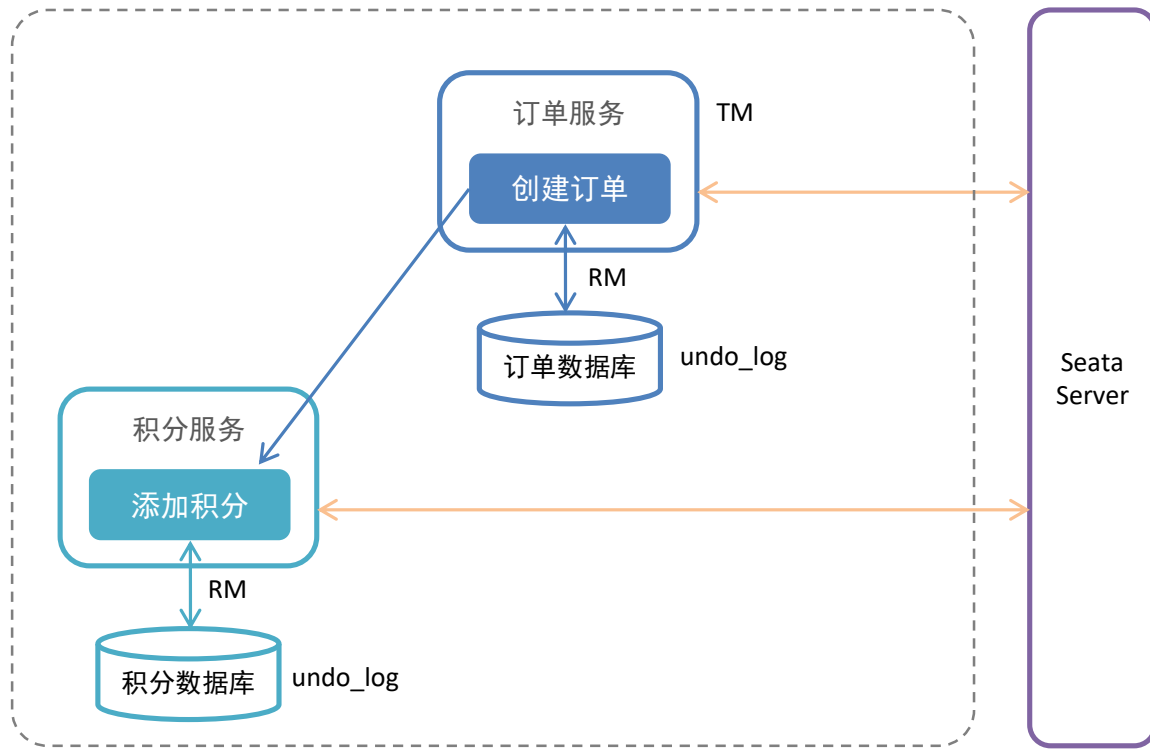 订单服务
TM
创建订单
RM
订单数据库
undo_log
Seata
Server
积分服务
添加积分
RM
积分数据库
undo_log